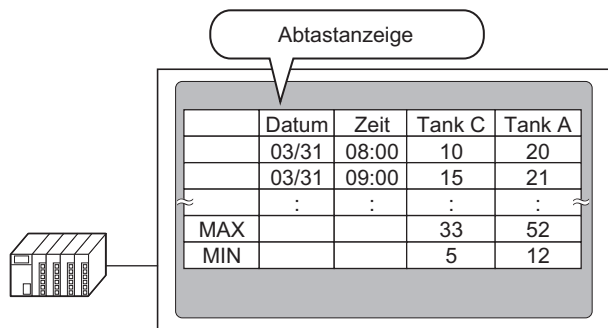 Abtastanzeige
Datum Zeit Tank C Tank A
03/31 08:00 10 20
03/31 09:00 15 21
: : : :
MAX 33 52
MIN 5 12